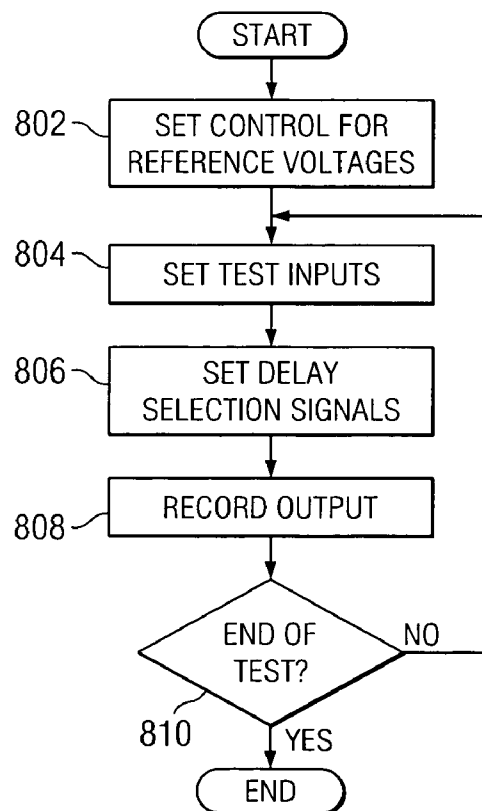 START
802
SET CONTROL FOR
REFERENCE VOLTAGES
804
SET TEST INPUTS
806
SET DELAY
SELECTION SIGNALS
808
RECORD OUTPUT
END OF
TEST?
NO
810
YES
END